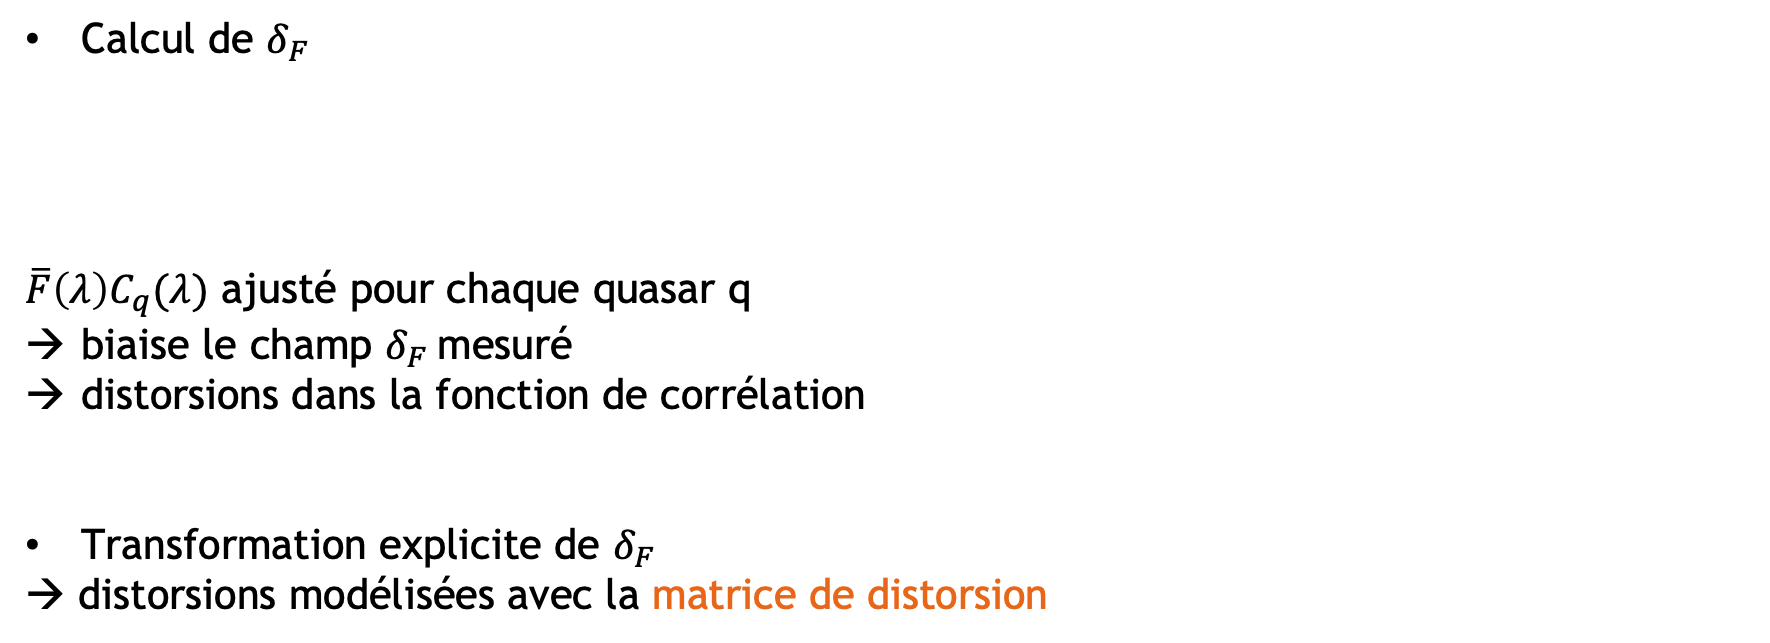 • Calcul de δ_F
F̄(λ)C_q(λ) ajusté pour chaque quasar q
→ biaise le champ δ_F mesuré
→ distorsions dans la fonction de corrélation
• Transformation explicite de δ_F
→ distorsions modélisées avec la matrice de distorsion